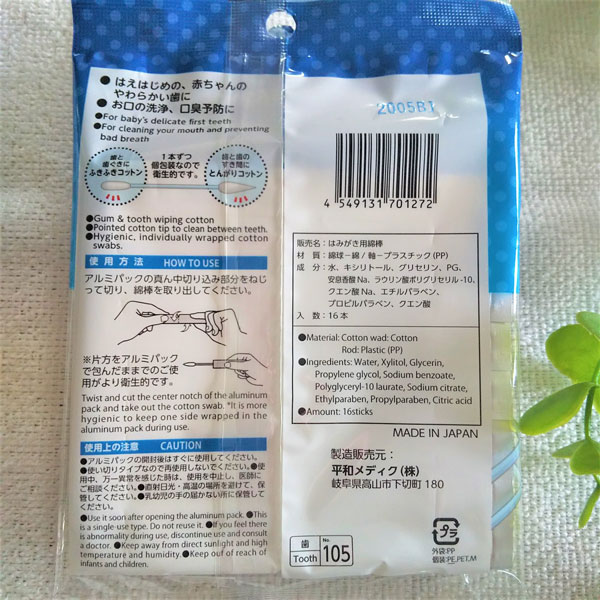 ●はえはじめの、赤ちゃんの
やわらかい歯に
●お口の洗浄、口臭予防に
●For baby's delicate first teeth
●For cleaning your mouth and preventing
bad breath
歯と
歯ぐきに
ふきふきコットン
1本ずつ
個包装なので
衛生的です。
歯と歯の
すき間に
とんがりコットン
●Gum & tooth wiping cotton
●Pointed cotton tip to clean between teeth.
●Hygienic, individually wrapped cotton
swabs.
使用方法 HOW TO USE
アルミパックの真ん中切り込み部分をねじ
って切り、綿棒を取り出してください。
※片方をアルミパック
で包んだままでのご使
用がより衛生的です。
Twist and cut the center notch of the aluminum
pack and take out the cotton swab. *It is more
hygienic to keep one side wrapped in the
aluminum pack during use.
使用上の注意 CAUTION
●アルミパックの開封後はすぐに使用してください。
●使い切りタイプなので再使用しないでください。●使
用中、万一異常を感じた時は、使用を中止し、医師に
ご相談ください。●直射日光・高温の場所を避けて、保
管してください。●乳幼児の手の届かない所に保管し
てください。
●Use it soon after opening the aluminum pack. ●This
is a single-use type. Do not reuse it. ●If you feel there
is abnormality during use, discontinue use and consult
a doctor. ●Keep away from direct sunlight and high
temperature and humidity. ●Keep out of reach of
infants and children.
2005B1
4 549131 701272
販売名：はみがき用綿棒
材 質：綿球－綿／軸－プラスチック(PP)
成 分：水、キシリトール、グリセリン、PG、
安息香酸Na、ラウリン酸ポリグリセリル-10、
クエン酸Na、エチルパラベン、
プロピルパラベン、クエン酸
入 数：16本
●Material: Cotton wad: Cotton
Rod: Plastic (PP)
●Ingredients: Water, Xylitol, Glycerin,
Propylene glycol, Sodium benzoate,
Polyglyceryl-10 laurate, Sodium citrate,
Ethylparaben, Propylparaben, Citric acid
●Amount: 16sticks
MADE IN JAPAN
製造販売元：
平和メディク(株)
岐阜県高山市下切町 180
歯
Tooth
No.
105
プラ
外袋:PP
個装:PE,PET,M